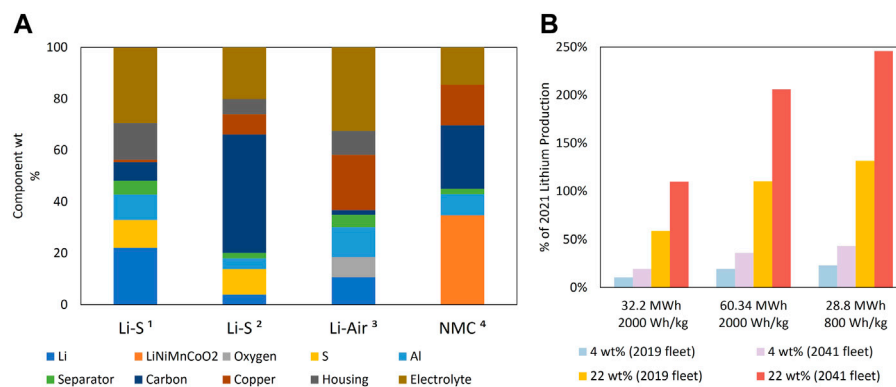 A
Component wt
%
100
80
60
40
20
0
Li-S ¹
Li-S ²
Li-Air ³
NMC ⁴
Li
LiNiMnCoO2
Oxygen
S
Al
Separator
Carbon
Copper
Housing
Electrolyte
B
% of 2021 Lithium Production
250%
200%
150%
100%
50%
0%
32.2 MWh
2000 Wh/kg
60.34 MWh
2000 Wh/kg
28.8 MWh
800 Wh/kg
4 wt% (2019 fleet)
4 wt% (2041 fleet)
22 wt% (2019 fleet)
22 wt% (2041 fleet)